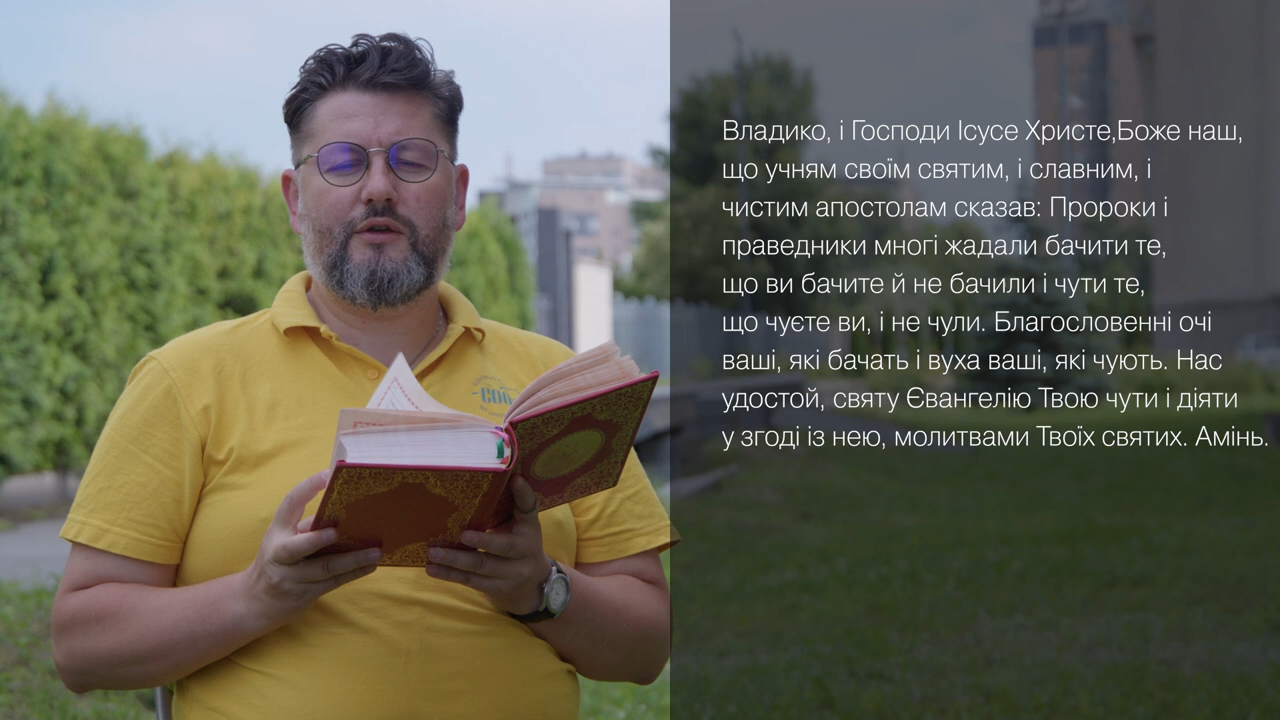 Владико, і Господи Ісусе Христе,Боже наш,
що учням своїм святим, і славним, і
чистим апостолам сказав: Пророки і
праведники многі жадали бачити те,
що ви бачите й не бачили і чути те,
що чуєте ви, і не чули. Благословенні очі
ваші, які бачать і вуха ваші, які чують. Нас
удостой, святу Євангелію Твою чути і діяти
у згоді із нею, молитвами Твоїх святих. Амінь.